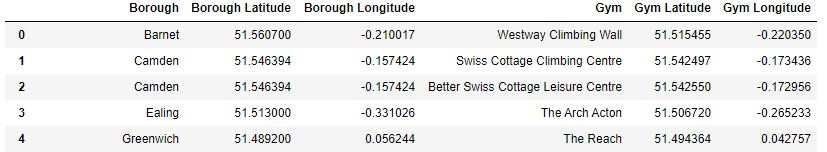 Borough Borough Latitude Borough Longitude Gym Gym Latitude Gym Longitude
0 Barnet 51.560700 -0.210017 Westway Climbing Wall 51.515455 -0.220350
1 Camden 51.546394 -0.157424 Swiss Cottage Climbing Centre 51.542497 -0.173436
2 Camden 51.546394 -0.157424 Better Swiss Cottage Leisure Centre 51.542550 -0.172956
3 Ealing 51.513000 -0.331026 The Arch Acton 51.506720 -0.265233
4 Greenwich 51.489200 0.056244 The Reach 51.494364 0.042757